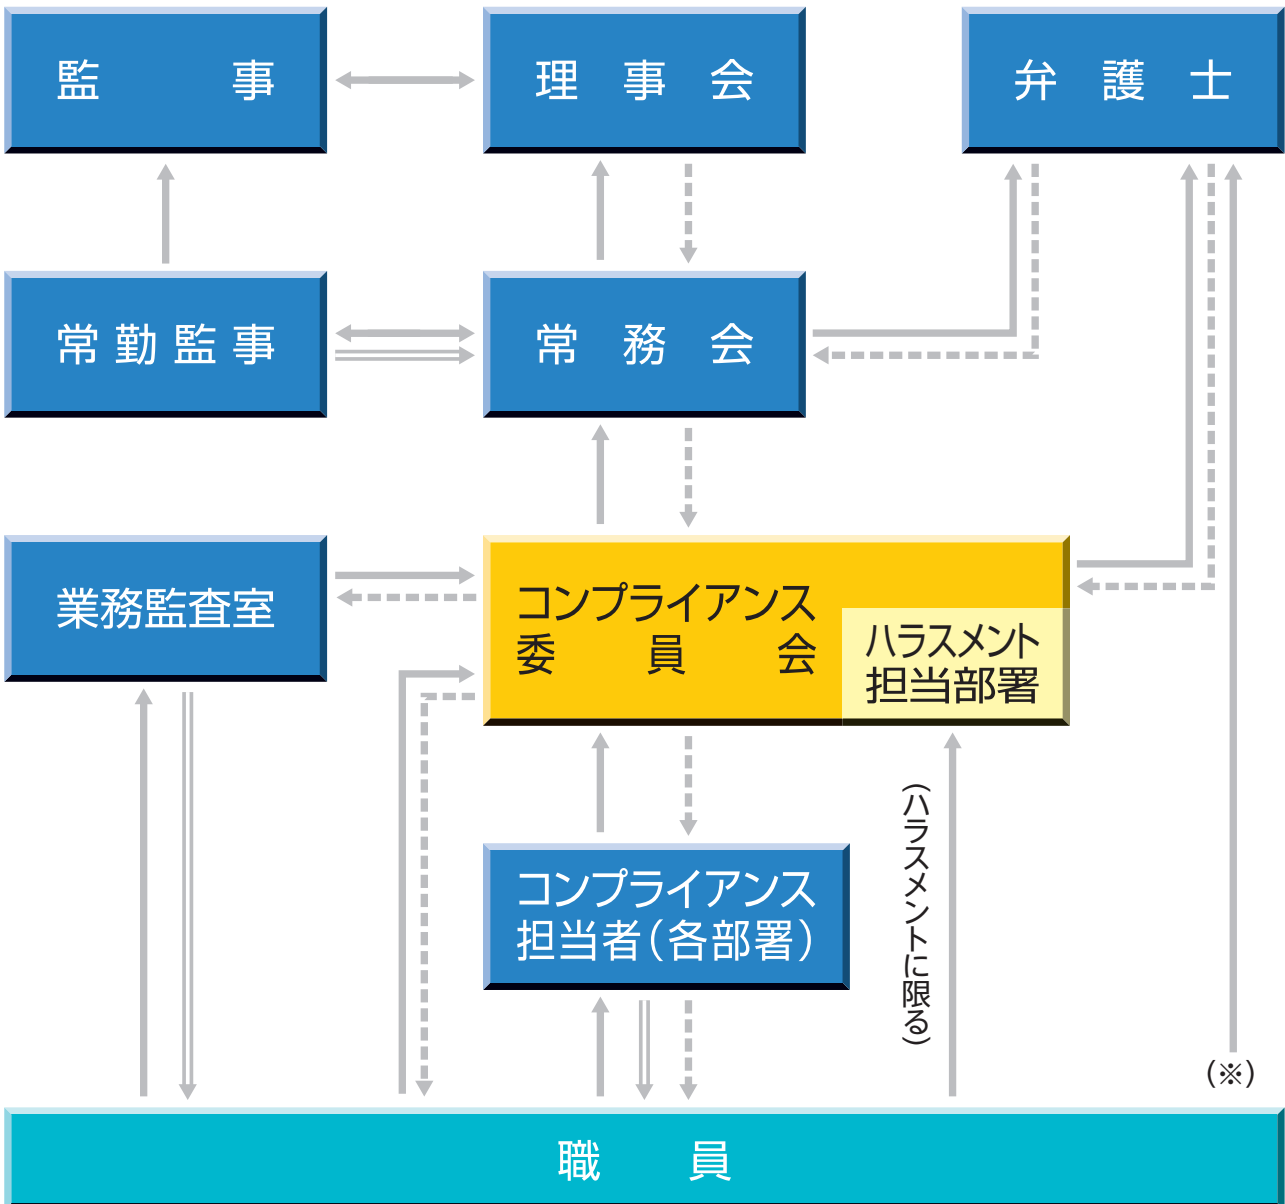 監事
理事会
弁護士
常勤監事
常務会
業務監査室
コンプライアンス
委員会
ハラスメント
担当部署
(ハラスメントに限る)
コンプライアンス
担当者(各部署)
(※)
職員